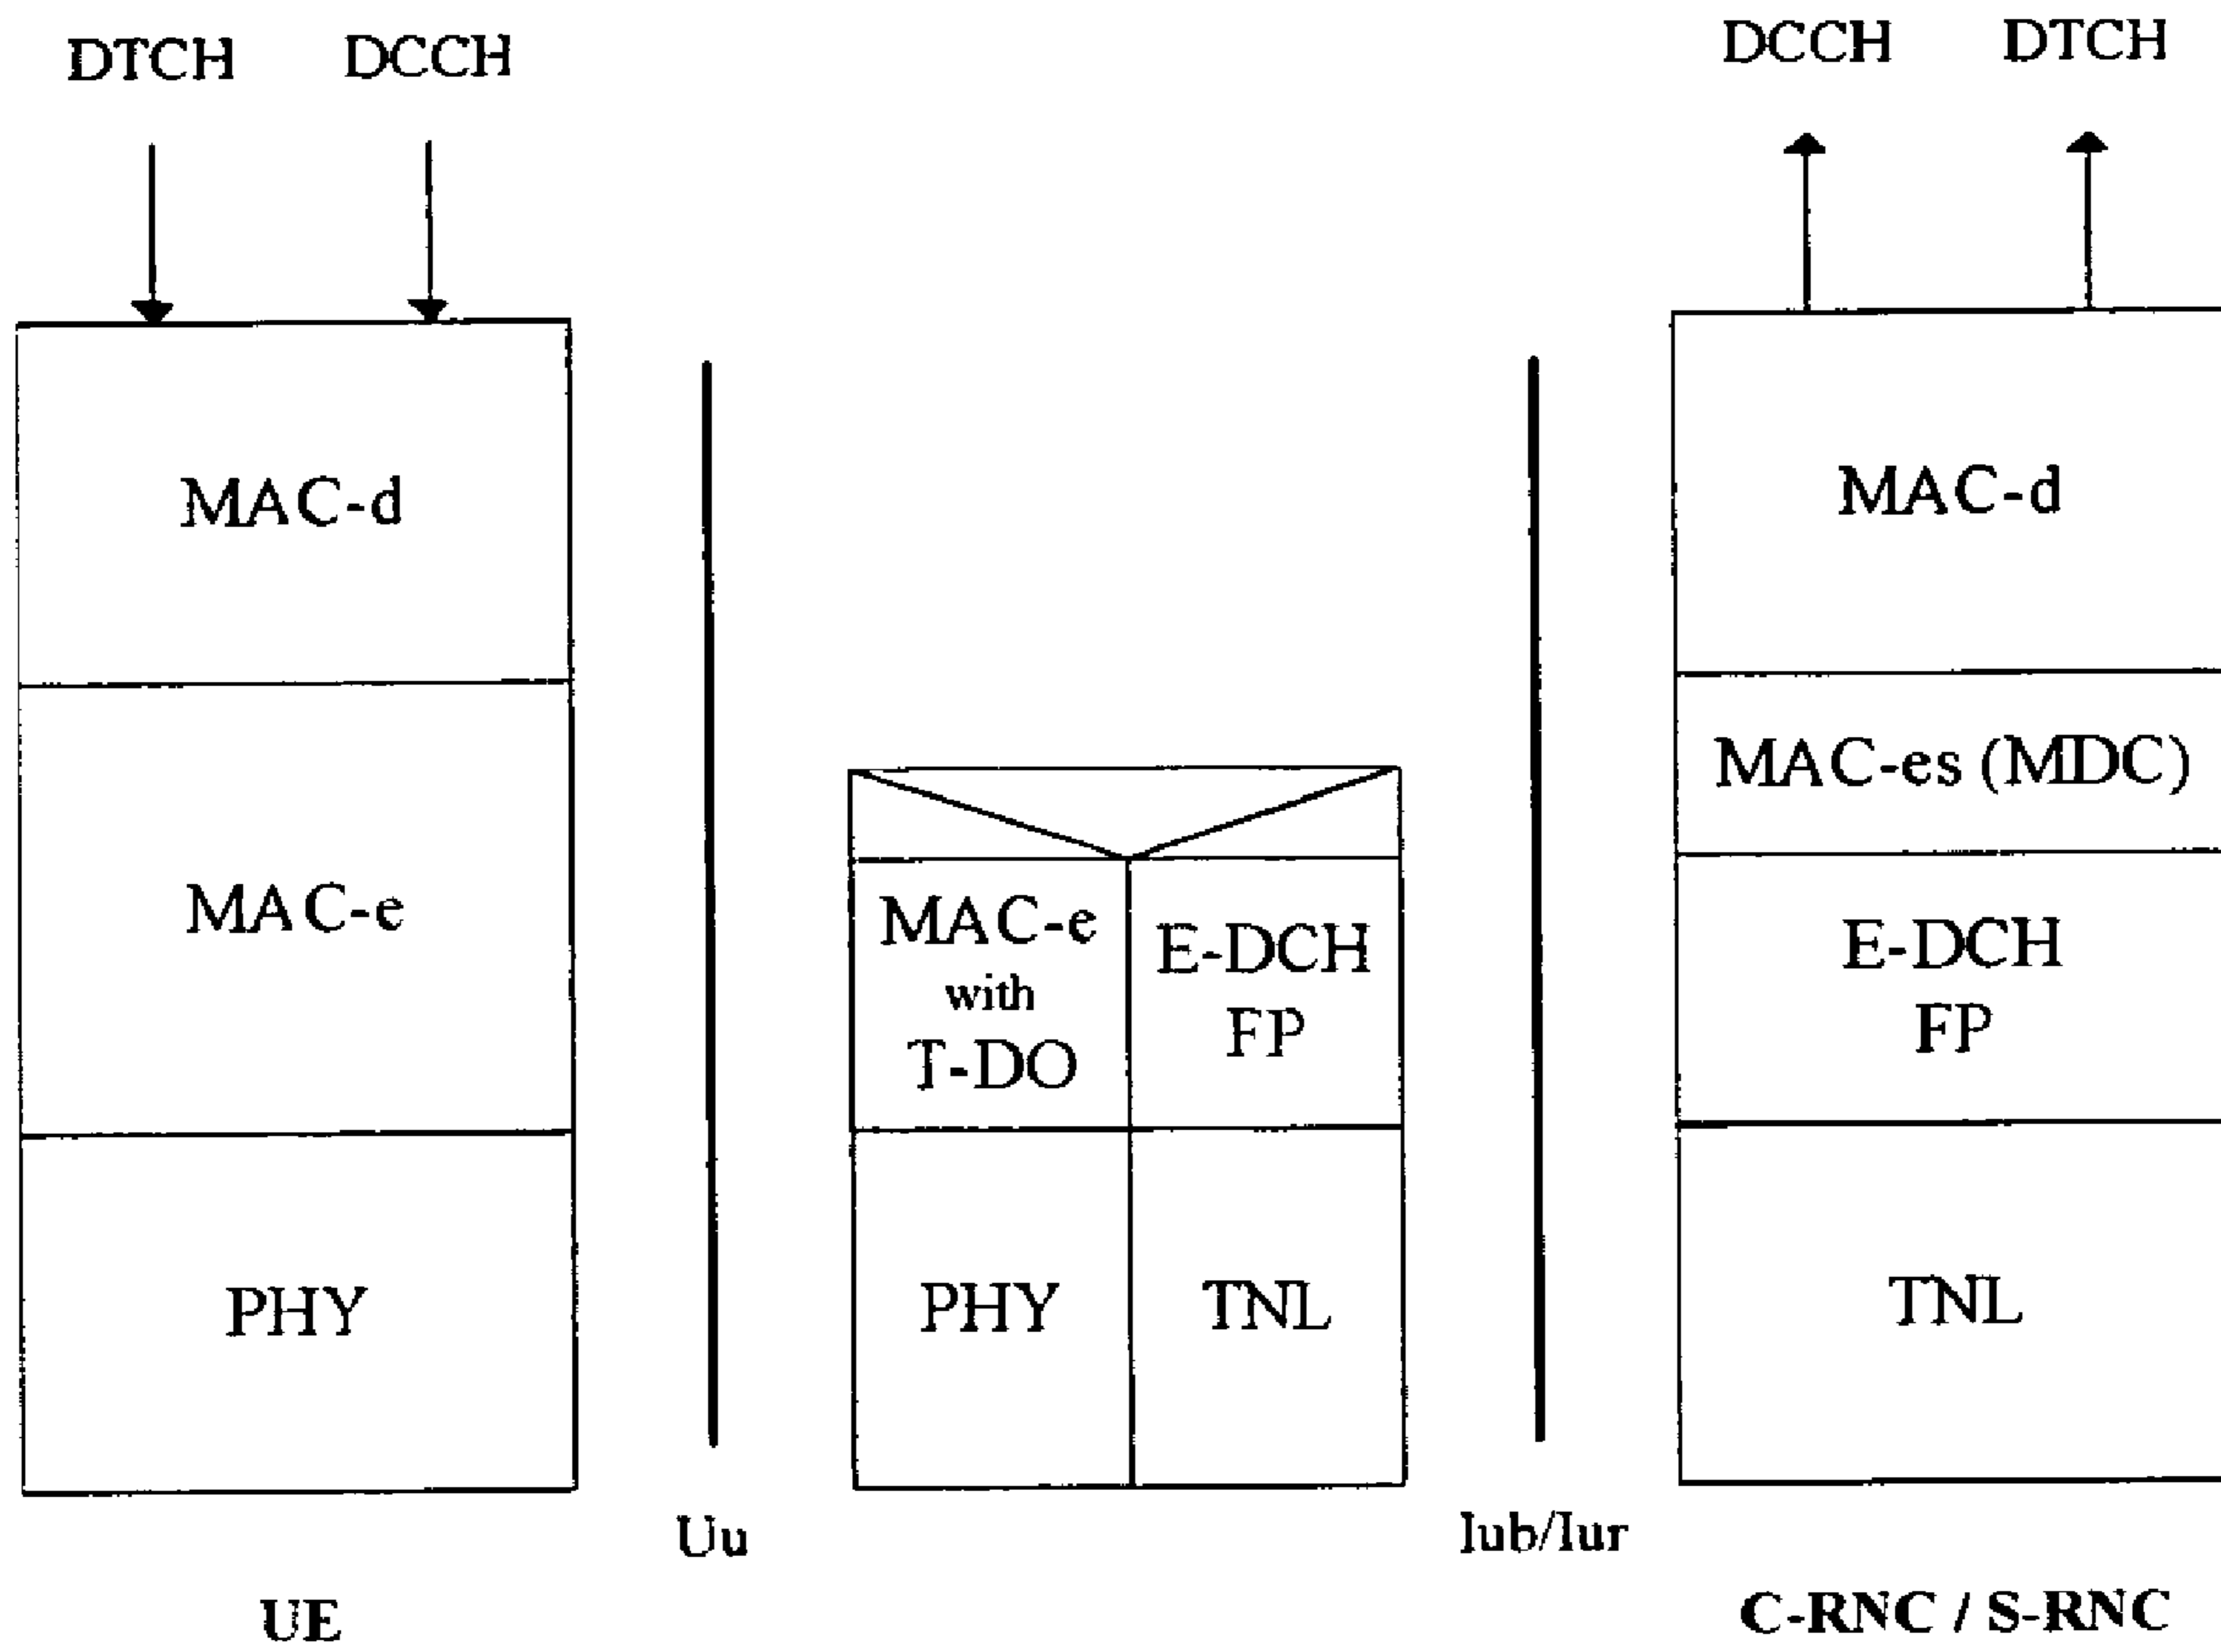 DTCH DCCH
DCCH DTCH
MAC-d
MAC-e
PHY
MAC-e
with
T-DO
E-DCH
FP
PHY
TNL
MAC-d
MAC-es (MDC)
E-DCH
FP
TNL
Uu
Iub/Iur
UE
C-RNC / S-RNC